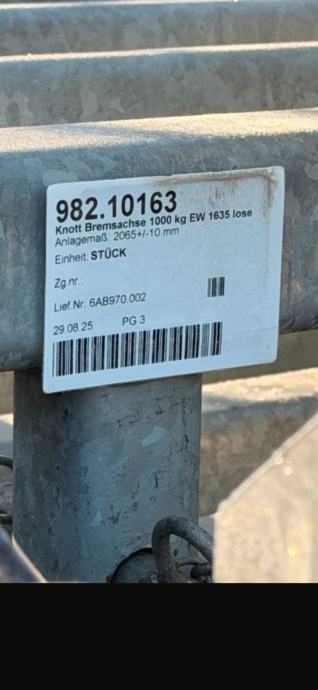 982.10163
Knott Bremsachse 1000 kg EW 1635 lose
Anlagemaß: 2065+/-10 mm
Einheit: STÜCK
Zg.nr.:
Lief.Nr. 6AB970.002
29.08.25 PG 3